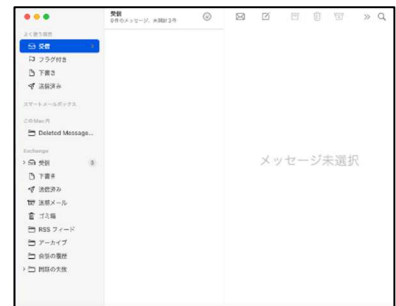 受信
0件のメッセージ、未開封3件
よく使う項目
受信
フラグ付き
下書き
送信済み
スマートメールボックス
このMac内
Deleted Message...
Exchange
受信 3
下書き
送信済み
迷惑メール
ゴミ箱
RSS フィード
アーカイブ
会話の履歴
同期の失敗
メッセージ未選択